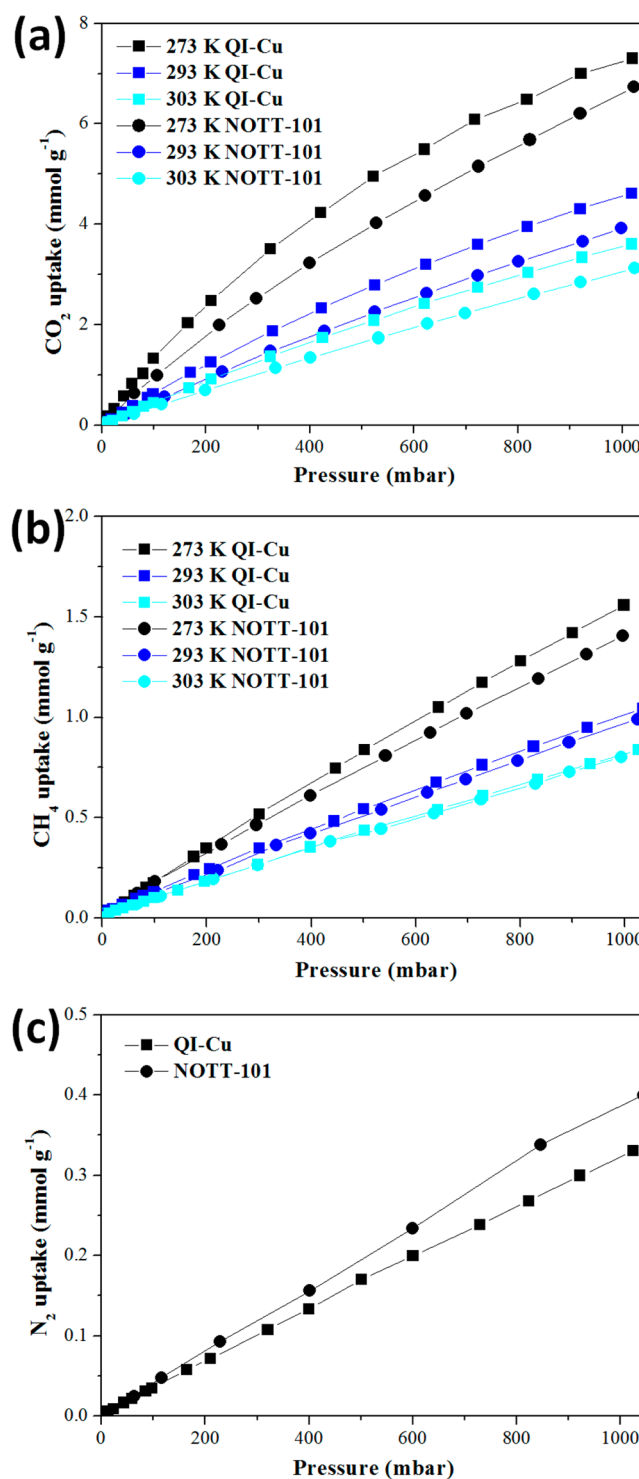 (a)
273 K QI-Cu
293 K QI-Cu
303 K QI-Cu
273 K NOTT-101
293 K NOTT-101
303 K NOTT-101
CO₂ uptake (mmol g⁻¹)
8
6
4
2
0
0 200 400 600 800 1000
Pressure (mbar)
(b)
273 K QI-Cu
293 K QI-Cu
303 K QI-Cu
273 K NOTT-101
293 K NOTT-101
303 K NOTT-101
CH₄ uptake (mmol g⁻¹)
2.0
1.5
1.0
0.5
0.0
0 200 400 600 800 1000
Pressure (mbar)
(c)
QI-Cu
NOTT-101
N₂ uptake (mmol g⁻¹)
0.5
0.4
0.3
0.2
0.1
0.0
0 200 400 600 800 1000
Pressure (mbar)